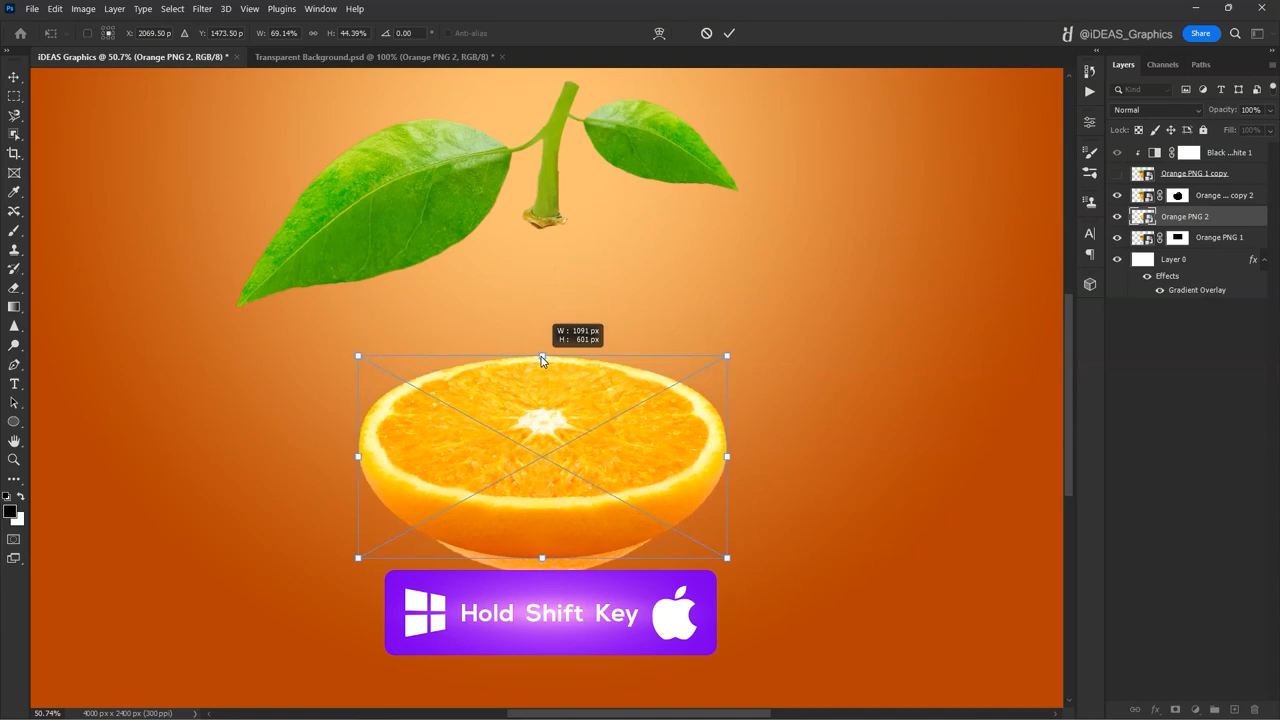 File Edit Image Layer Type Select Filter 3D View Plugins Window Help
X: 2069.50 p Y: 1473.50 p W: 69.14% H: 44.39% 0.00 ° Anti-alias @iDEAS_Graphics Share
iDEAS Graphics @ 50.7% (Orange PNG 2, RGB/8) * × Transparent Background.psd @ 100% (Orange PNG 2, RGB/8) * ×
Layers Channels Paths
Kind
Normal Opacity: 100%
Lock: Fill: 100%
Black ...hite 1
Orange PNG 1 copy
Orange ... copy 2
Orange PNG 2
Orange PNG 1
Layer 0 fx
Effects
Gradient Overlay
W: 1091 px
H: 601 px
Hold Shift Key
50.74% 4000 px x 2400 px (300 ppi)